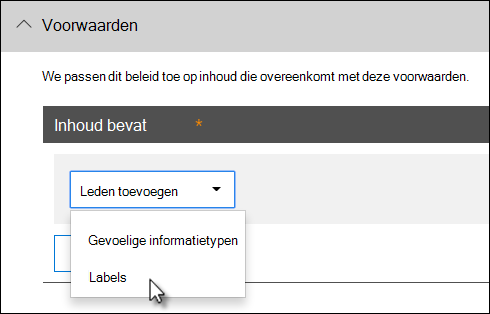 Voorwaarden
We passen dit beleid toe op inhoud die overeenkomt met deze voorwaarden.
Inhoud bevat *
Leden toevoegen
Gevoelige informatietypen
Labels